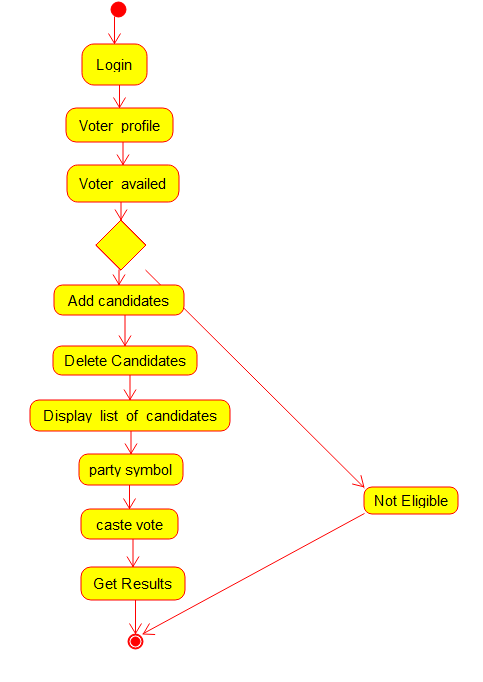 Login
Voter profile
Voter availed
Add candidates
Delete Candidates
Display list of candidates
party symbol
Not Eligible
caste vote
Get Results